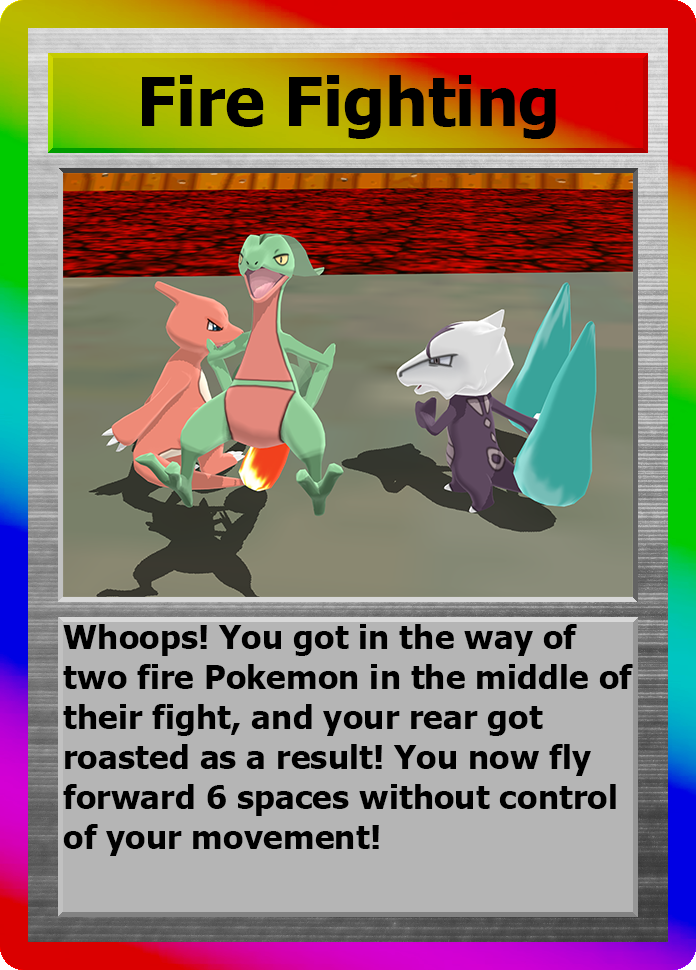 Fire Fighting
Whoops! You got in the way of
two fire Pokemon in the middle of
their fight, and your rear got
roasted as a result! You now fly
forward 6 spaces without control
of your movement!